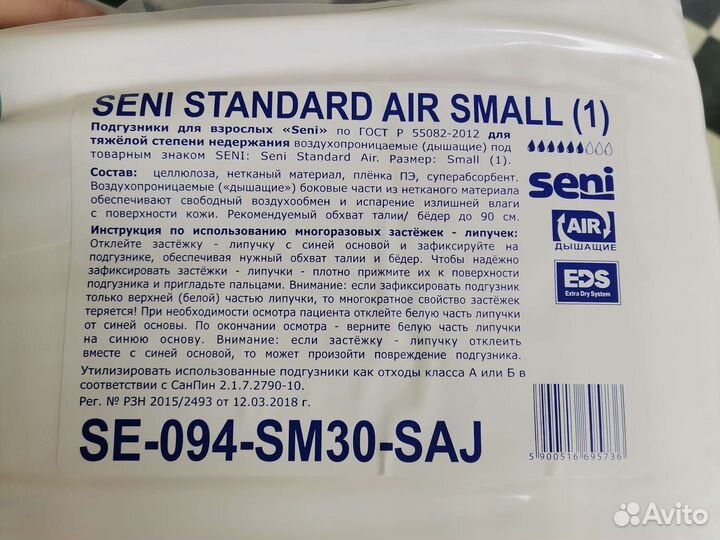 SENI STANDARD AIR SMALL (1)
Подгузники для взрослых «Seni» по ГОСТ Р 55082-2012 для
тяжёлой степени недержания воздухопроницаемые (дышащие) под
товарным знаком SENI: Seni Standard Air. Размер: Small (1).
Состав: целлюлоза, нетканый материал, плёнка ПЭ, суперабсорбент.
Воздухопроницаемые («дышащие») боковые части из нетканого материала
обеспечивают свободный воздухообмен и испарение излишней влаги
с поверхности кожи. Рекомендуемый обхват талии/ бёдер до 90 см.
Инструкция по использованию многоразовых застёжек - липучек:
Отклейте застёжку - липучку с синей основой и зафиксируйте на
подгузнике, обеспечивая нужный обхват талии и бёдер. Чтобы надёжно
зафиксировать застёжки - липучки - плотно прижмите их к поверхности
подгузника и пригладьте пальцами. Внимание: если зафиксировать подгузник
только верхней (белой) частью липучки, то многократное свойство застёжек
теряется! При необходимости осмотра пациента отклейте белую часть липучки
от синей основы. По окончании осмотра - верните белую часть липучки
на синюю основу. Внимание: если застёжку - липучку отклеить
вместе с синей основой, то может произойти повреждение подгузника.
Утилизировать использованные подгузники как отходы класса А или Б в
соответствии с СанПин 2.1.7.2790-10.
Рег. № РЗН 2015/2493 от 12.03.2018 г.
SE-094-SM30-SAJ
seni
AIR
ДЫШАЩИЕ
EDS
Extra Dry System
5 900516 695736
Avito